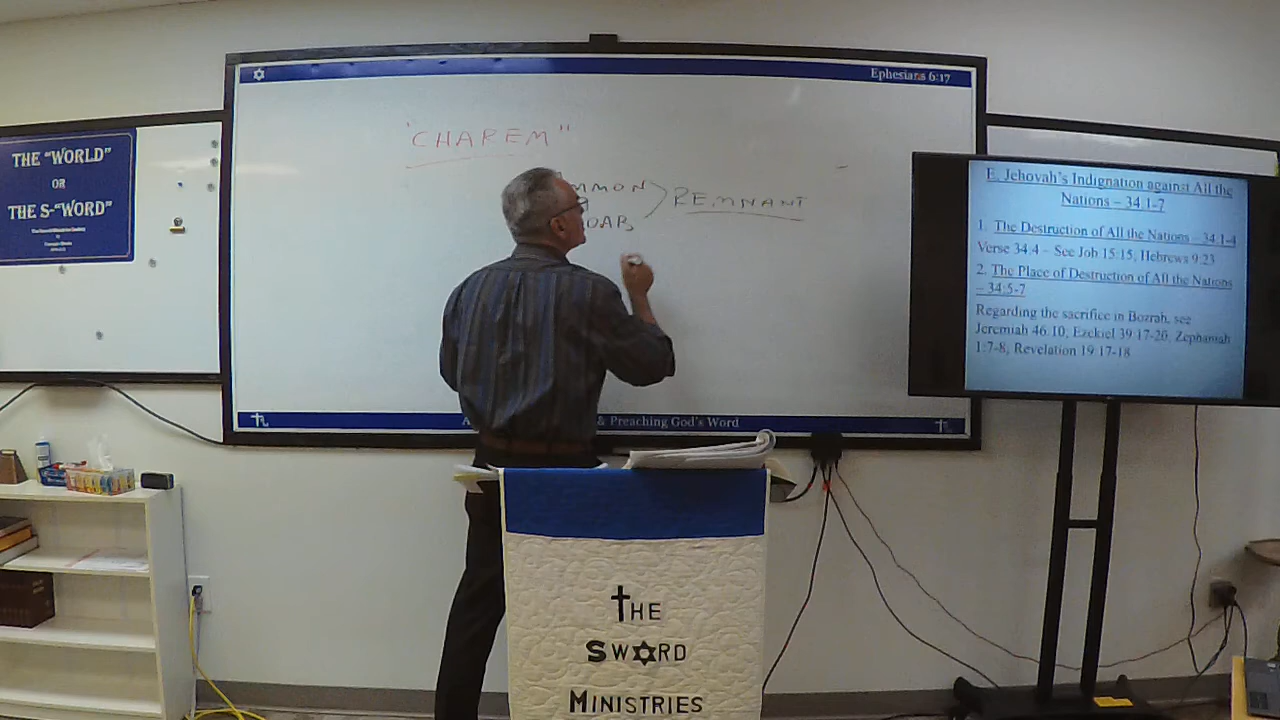 THE "WORLD"
OR
THE S-"WORD"
Ephesians 6:17
"CHAREM"
MMON > REMNANT
OAB
& Preaching God's Word
E. Jehovah's Indignation against All the
Nations – 34.1-7
1. The Destruction of All the Nations – 34.1-4
Verse 34:4 – See Job 15:15, Hebrews 9:23
2. The Place of Destruction of All the Nations
– 34:5-7
Regarding the sacrifice in Bozrah, see
Jeremiah 46:10, Ezekiel 39:17-20, Zephaniah
1:7-8, Revelation 19:17-18
THE
SWORD
MINISTRIES